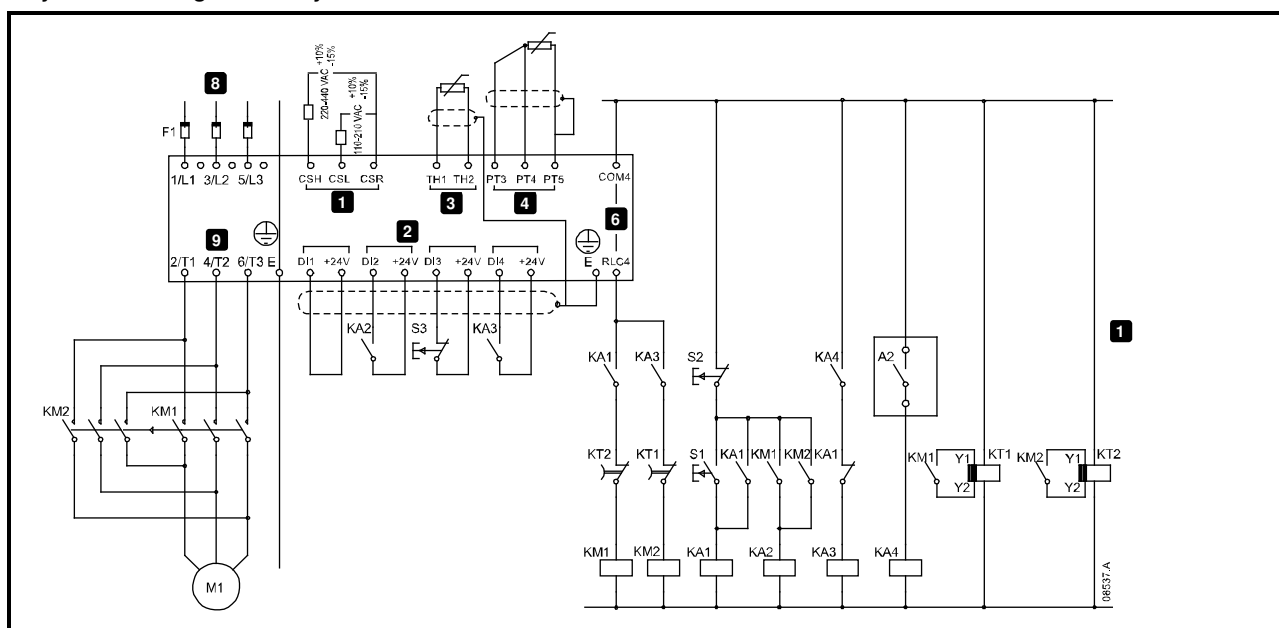 8
+10%
-15%
220-440 VAC
+10%
-15%
110-210 VAC
F1
1/L1 3/L2 5/L3
CSH CSL CSR
TH1 TH2
PT3 PT4 PT5
COM4
1
3
4
6
9
2
2/T1 4/T2 6/T3 E
DI1 +24V DI2 +24V DI3 +24V DI4 +24V
E RLC4
KA2 S3 KA3
1
KA1 KA3 S2 KA4 A2
KM2 KM1
KT2 KT1 S1 KA1 KM1 KM2 KA1
KM1 Y1 KT1
Y2
KM2 Y1 KT2
Y2
KM1 KM2 KA1 KA2 KA3 KA4
M1
08537.A